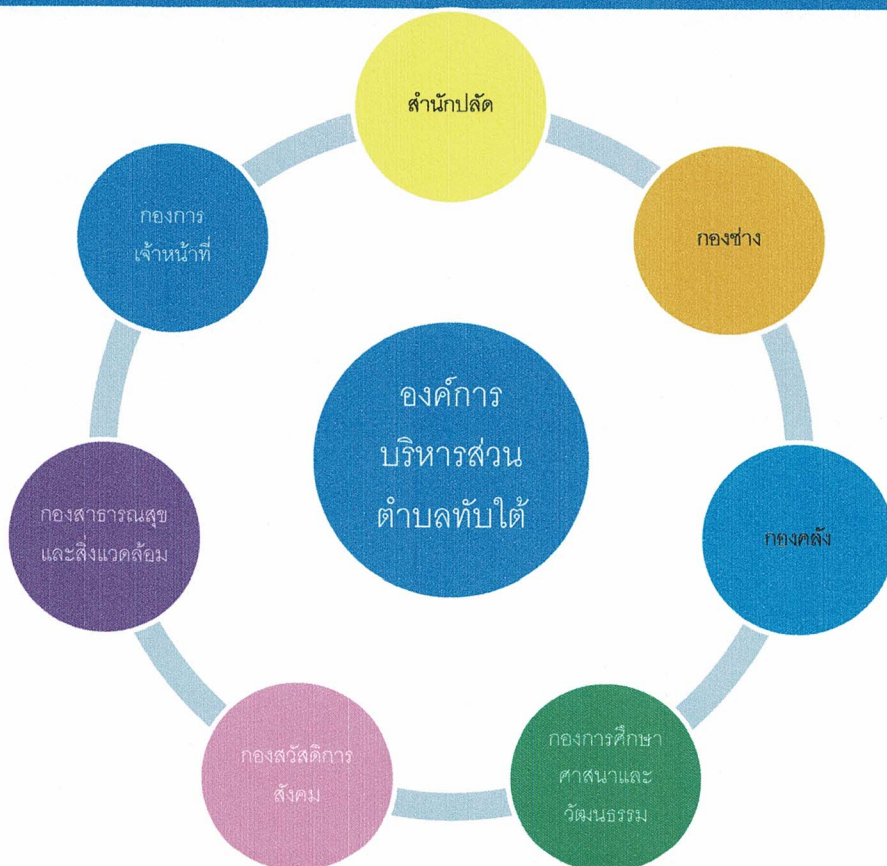 สำนักปลัด
กองช่าง
กองคลัง
กองการศึกษา
ศาสนาและ
วัฒนธรรม
กองสวัสดิการ
สังคม
กองสาธารณสุข
และสิ่งแวดล้อม
กองการ
เจ้าหน้าที่
องค์การ
บริหารส่วน
ตำบลทับใต้